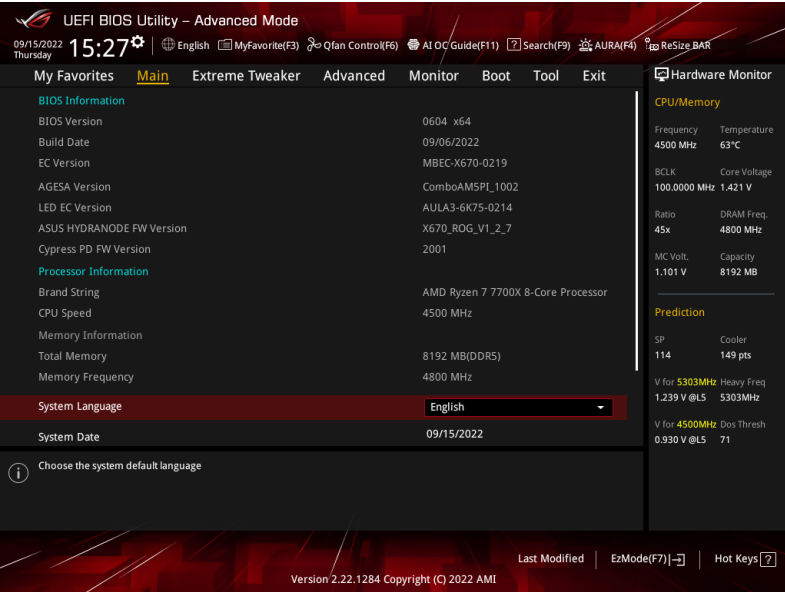 UEFI BIOS Utility – Advanced Mode
09/15/2022 Thursday 15:27 English MyFavorite(F3) Qfan Control(F6) AI OC Guide(F11) ? Search(F9) AURA(F4) ReSize BAR
My Favorites Main Extreme Tweaker Advanced Monitor Boot Tool Exit
BIOS Information
BIOS Version 0604 x64
Build Date 09/06/2022
EC Version MBEC-X670-0219
AGESA Version ComboAM5PI_1002
LED EC Version AULA3-6K75-0214
ASUS HYDRANODE FW Version X670_ROG_V1_2_7
Cypress PD FW Version 2001
Processor Information
Brand String AMD Ryzen 7 7700X 8-Core Processor
CPU Speed 4500 MHz
Memory Information
Total Memory 8192 MB(DDR5)
Memory Frequency 4800 MHz
System Language English
System Date 09/15/2022
Choose the system default language
Hardware Monitor
CPU/Memory
Frequency Temperature
4500 MHz 63°C
BCLK Core Voltage
100.0000 MHz 1.421 V
Ratio DRAM Freq.
45x 4800 MHz
MC Volt. Capacity
1.101 V 8192 MB
Prediction
SP Cooler
114 149 pts
V for 5303MHz Heavy Freq
1.239 V @L5 5303MHz
V for 4500MHz Dos Thresh
0.930 V @L5 71
Last Modified EzMode(F7) Hot Keys ?
Version 2.22.1284 Copyright (C) 2022 AMI